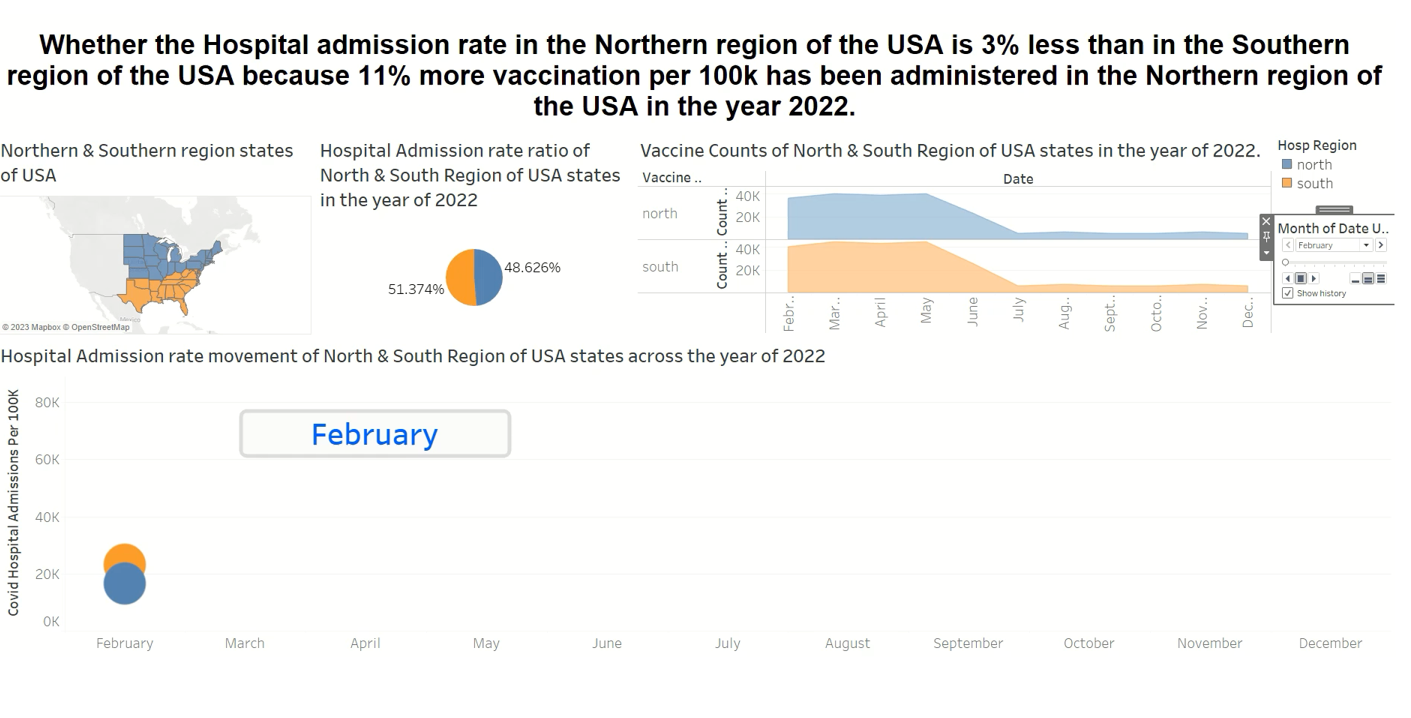 Whether the Hospital admission rate in the Northern region of the USA is 3% less than in the Southern
region of the USA because 11% more vaccination per 100k has been administered in the Northern region of
the USA in the year 2022.
Northern & Southern region states
of USA
© 2023 Mapbox © OpenStreetMap
Hospital Admission rate ratio of
North & South Region of USA states
in the year of 2022
48.626%
51.374%
Vaccine Counts of North & South Region of USA states in the year of 2022.
Vaccine ..
Date
north
Count ..
40K
20K
south
Count ..
40K
20K
Febr..
Mar..
April
May
June
July
Aug..
Sept..
Octo..
Nov..
Dec..
Hosp Region
north
south
Month of Date U..
February
Show history
Hospital Admission rate movement of North & South Region of USA states across the year of 2022
Covid Hospital Admissions Per 100K
80K
60K
40K
20K
0K
February
February
March
April
May
June
July
August
September
October
November
December